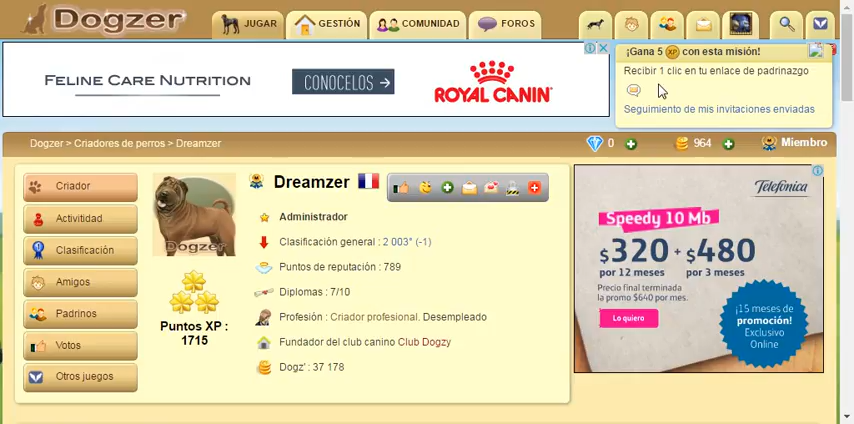 Dogzer
JUGAR
GESTIÓN
COMUNIDAD
FOROS
FELINE CARE NUTRITION
CONOCELOS
ROYAL CANIN
¡Gana 5 XP con esta misión!
Recibir 1 clic en tu enlace de padrinazgo
Seguimiento de mis invitaciones enviadas
Dogzer > Criadores de perros > Dreamzer
0
964
Miembro
Criador
Actividad
Clasificación
Amigos
Padrinos
Votos
Otros juegos
Dogzer
Puntos XP :
1715
Dreamzer
Administrador
Clasificación general : 2 003° (-1)
Puntos de reputación : 789
Diplomas : 7/10
Profesión : Criador profesional, Desempleado
Fundador del club canino Club Dogzy
Dogz' : 37 178
Telefónica
Speedy 10 Mb
$320 + $480
por 12 meses
por 3 meses
Precio final terminada
la promo $640 por mes.
Lo quiero
¡15 meses de
promoción!
Exclusivo
Online